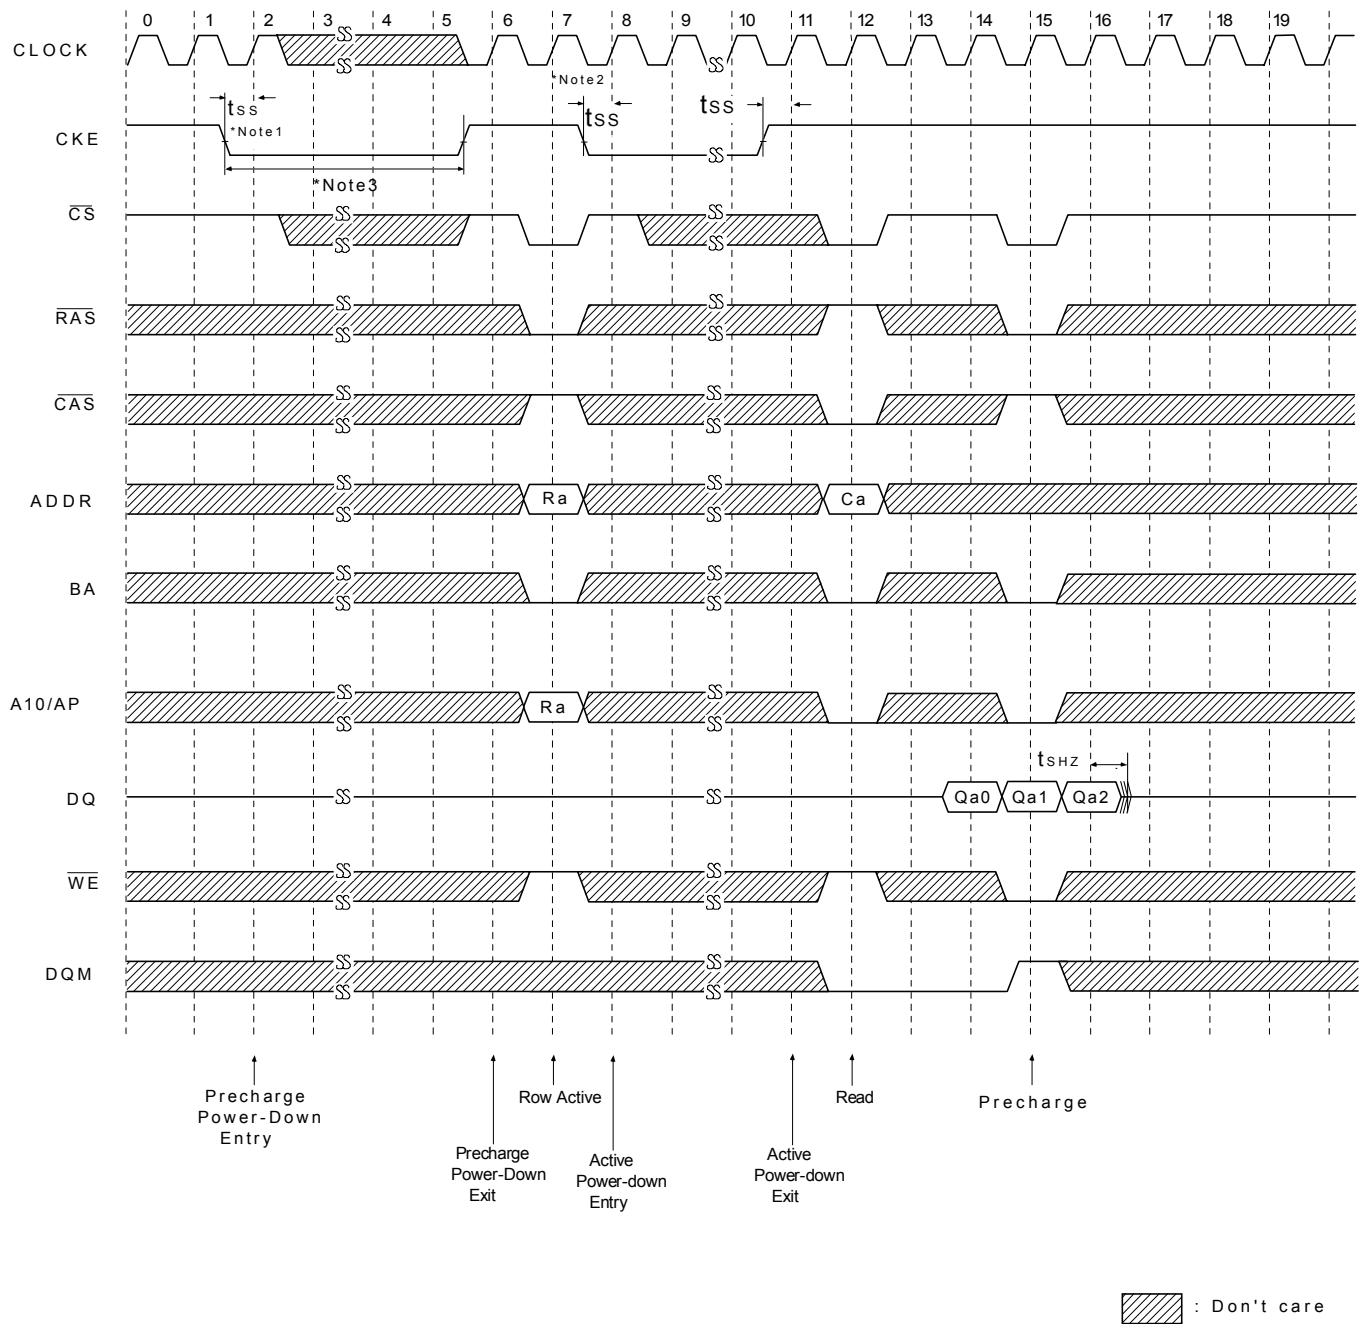 0 1 2 3 4 5 6 7 8 9 10 11 12 13 14 15 16 17 18 19
CLOCK
*Note2
tSS
tSS
tSS
*Note1
CKE
*Note3
CS
RAS
CAS
ADDR
Ra
Ca
BA
A10/AP
Ra
tSHZ
DQ
Qa0 Qa1 Qa2
WE
DQM
Precharge
Power-Down
Entry
Row Active
Read
Precharge
Precharge
Power-Down
Exit
Active
Power-down
Entry
Active
Power-down
Exit
: Don't care